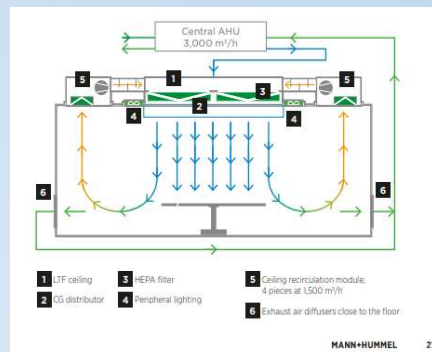 Central AHU
3,000 m³/h
5
1
3
5
4
2
4
6
6
1 LTF ceiling
2 CG distributor
3 HEPA filter
4 Peripheral lighting
5 Ceiling recirculation module,
4 pieces at 1,500 m³/h
6 Exhaust air diffusers close to the floor
MANN+HUMMEL